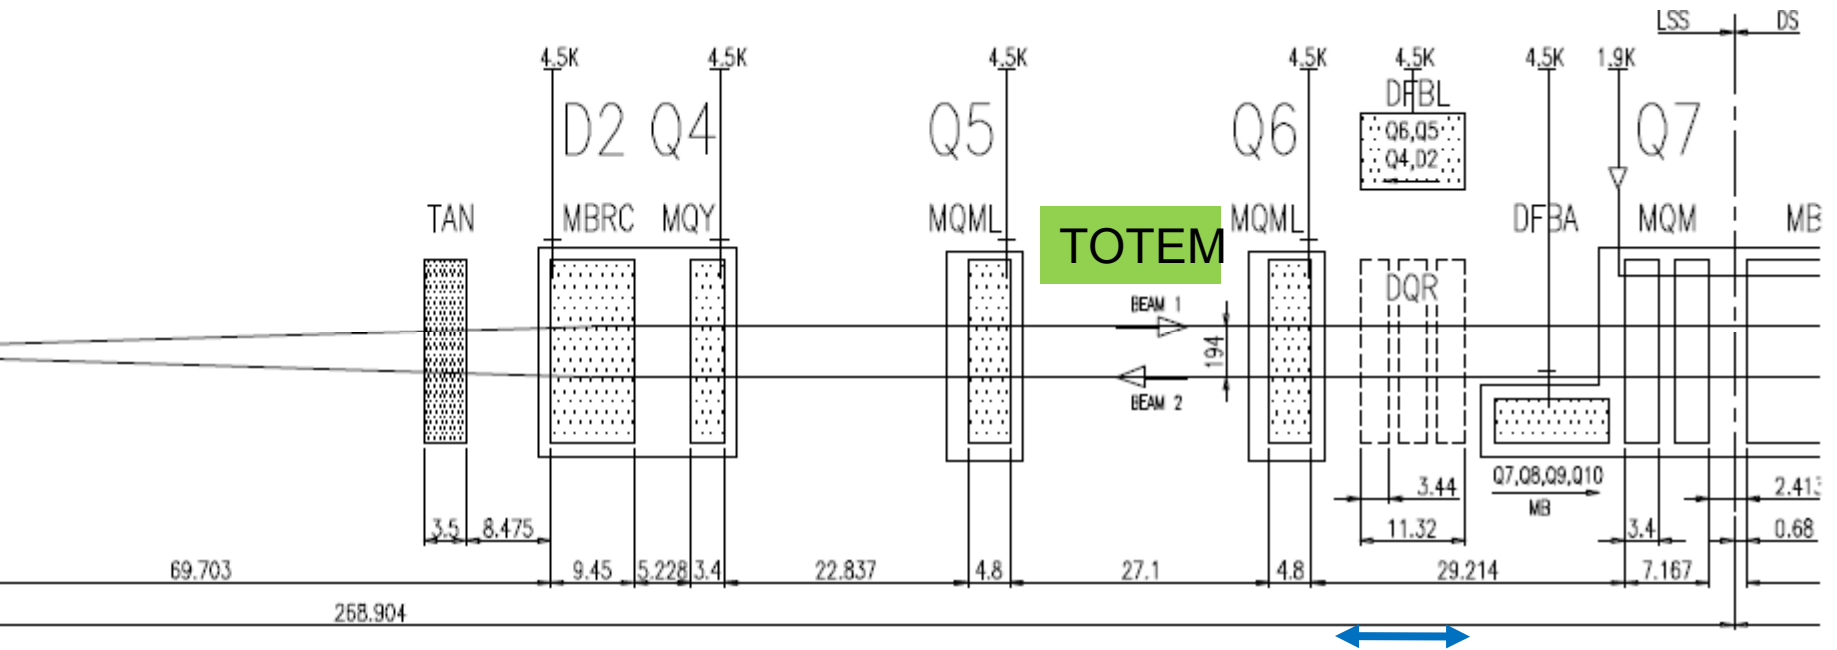 LSS DS
4.5K 4.5K 4.5K 4.5K 4.5K 4.5K 1.9K
DFBL
D2 Q4 Q5 Q6 Q7
Q6,Q5
Q4,D2
TAN MBRC MQY MQML MQML DFBA MQM MB
TOTEM
DQR
BEAM 1
194
BEAM 2
Q7,Q8,Q9,Q10
MB
3.44 2.413
3.5 8.475 11.32 3.4 0.68
69.703 9.45 5.228 3.4 22.837 4.8 27.1 4.8 29.214 7.167
268.904